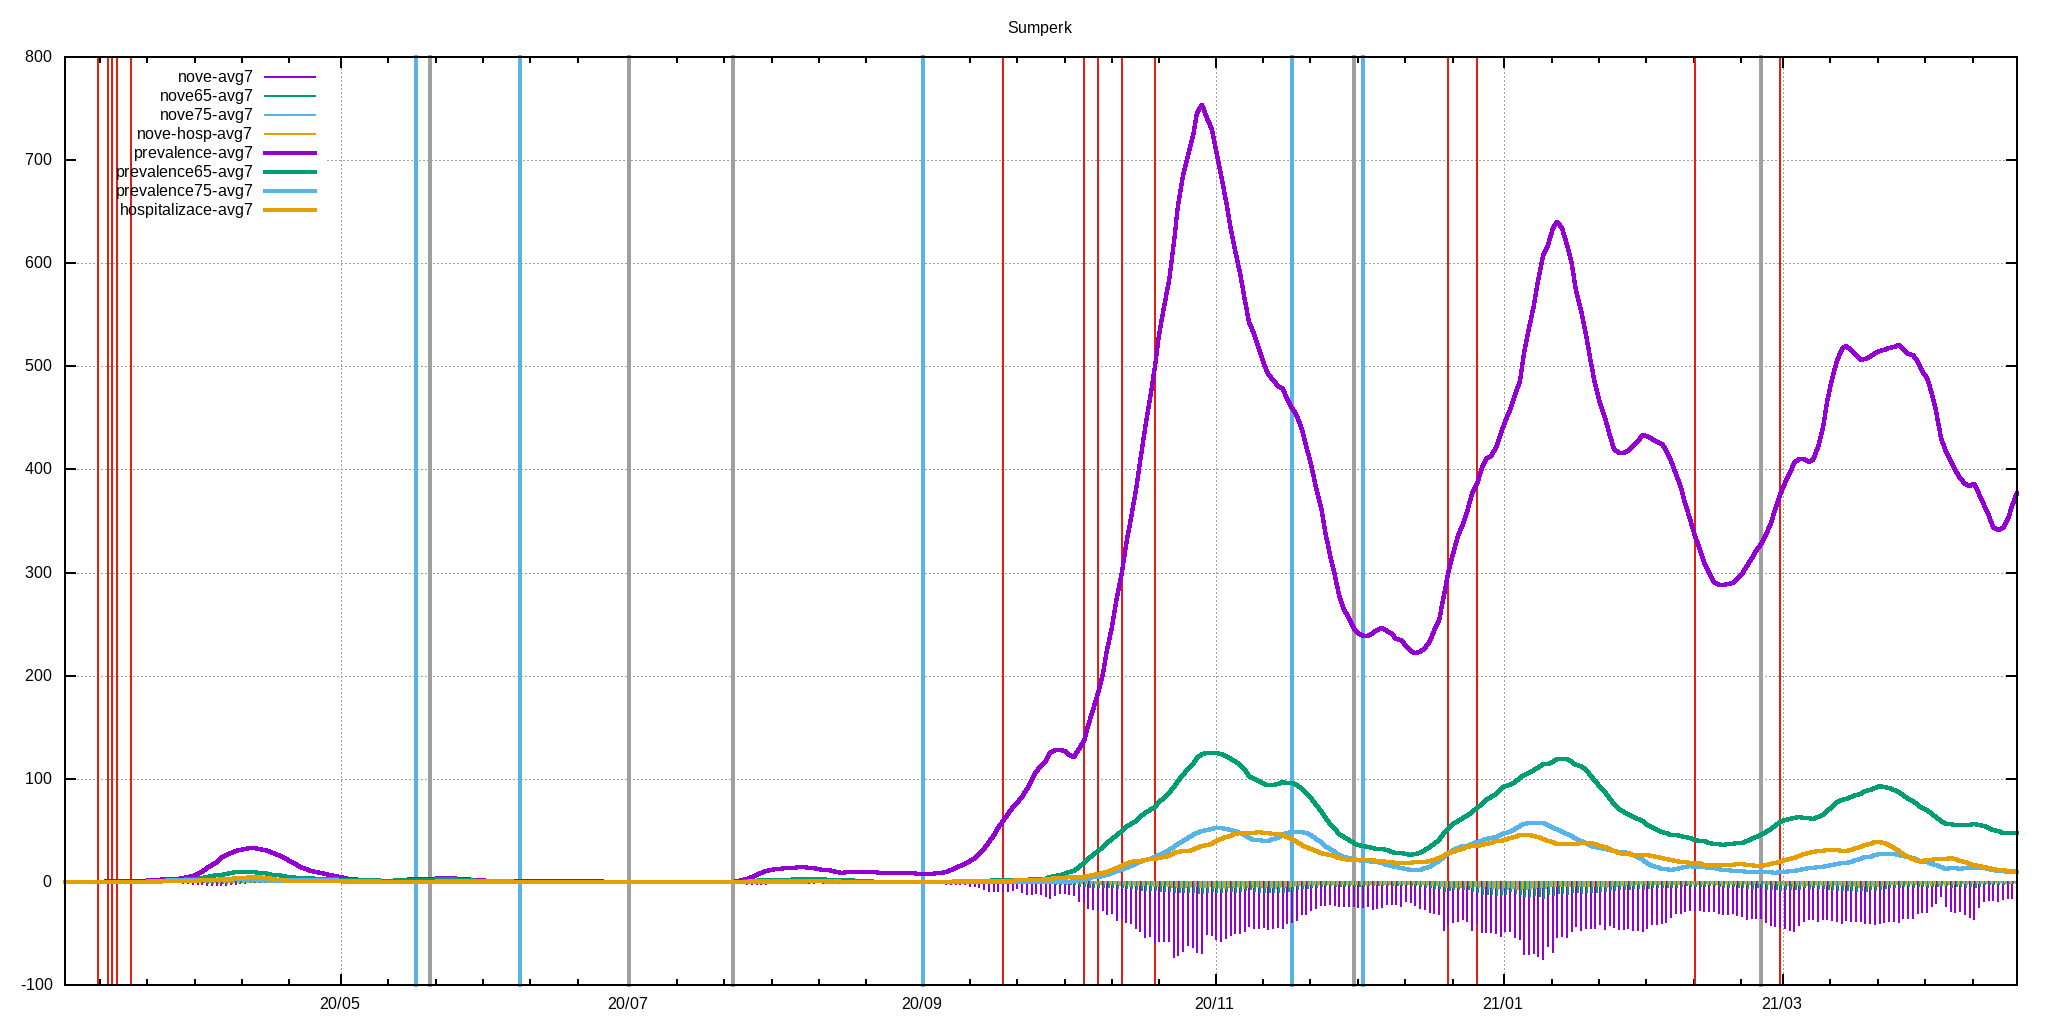 Sumperk
800
700
600
500
400
300
200
100
0
-100
nove-avg7
nove65-avg7
nove75-avg7
nove-hosp-avg7
prevalence-avg7
prevalence65-avg7
prevalence75-avg7
hospitalizace-avg7
20/05 20/07 20/09 20/11 21/01 21/03